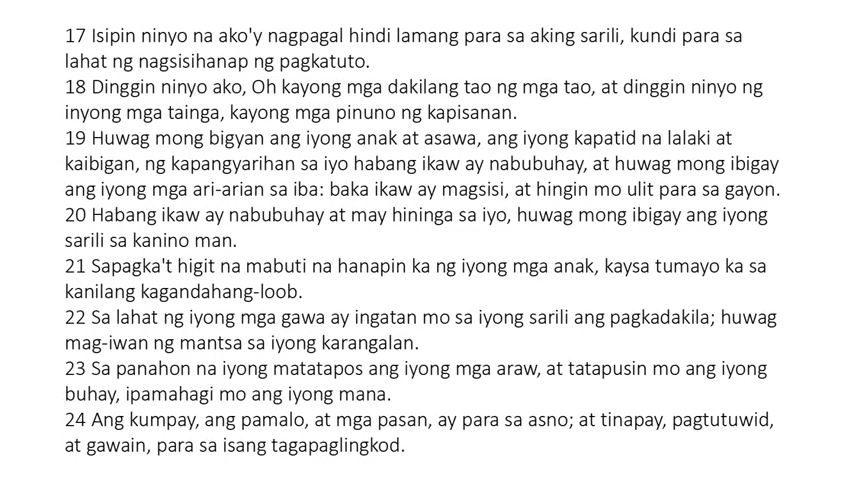 17 Isipin ninyo na ako'y nagpagal hindi lamang para sa aking sarili, kundi para sa
lahat ng nagsisihanap ng pagkatuto.
18 Dinggin ninyo ako, Oh kayong mga dakilang tao ng mga tao, at dinggin ninyo ng
inyong mga tainga, kayong mga pinuno ng kapisanan.
19 Huwag mong bigyan ang iyong anak at asawa, ang iyong kapatid na lalaki at
kaibigan, ng kapangyarihan sa iyo habang ikaw ay nabubuhay, at huwag mong ibigay
ang iyong mga ari-arian sa iba: baka ikaw ay magsisi, at hingin mo ulit para sa gayon.
20 Habang ikaw ay nabubuhay at may hininga sa iyo, huwag mong ibigay ang iyong
sarili sa kanino man.
21 Sapagka't higit na mabuti na hanapin ka ng iyong mga anak, kaysa tumayo ka sa
kanilang kagandahang-loob.
22 Sa lahat ng iyong mga gawa ay ingatan mo sa iyong sarili ang pagkadakila; huwag
mag-iwan ng mantsa sa iyong karangalan.
23 Sa panahon na iyong matatapos ang iyong mga araw, at tatapusin mo ang iyong
buhay, ipamahagi mo ang iyong mana.
24 Ang kumpay, ang pamalo, at mga pasan, ay para sa asno; at tinapay, pagtutuwid,
at gawain, para sa isang tagapaglingkod.